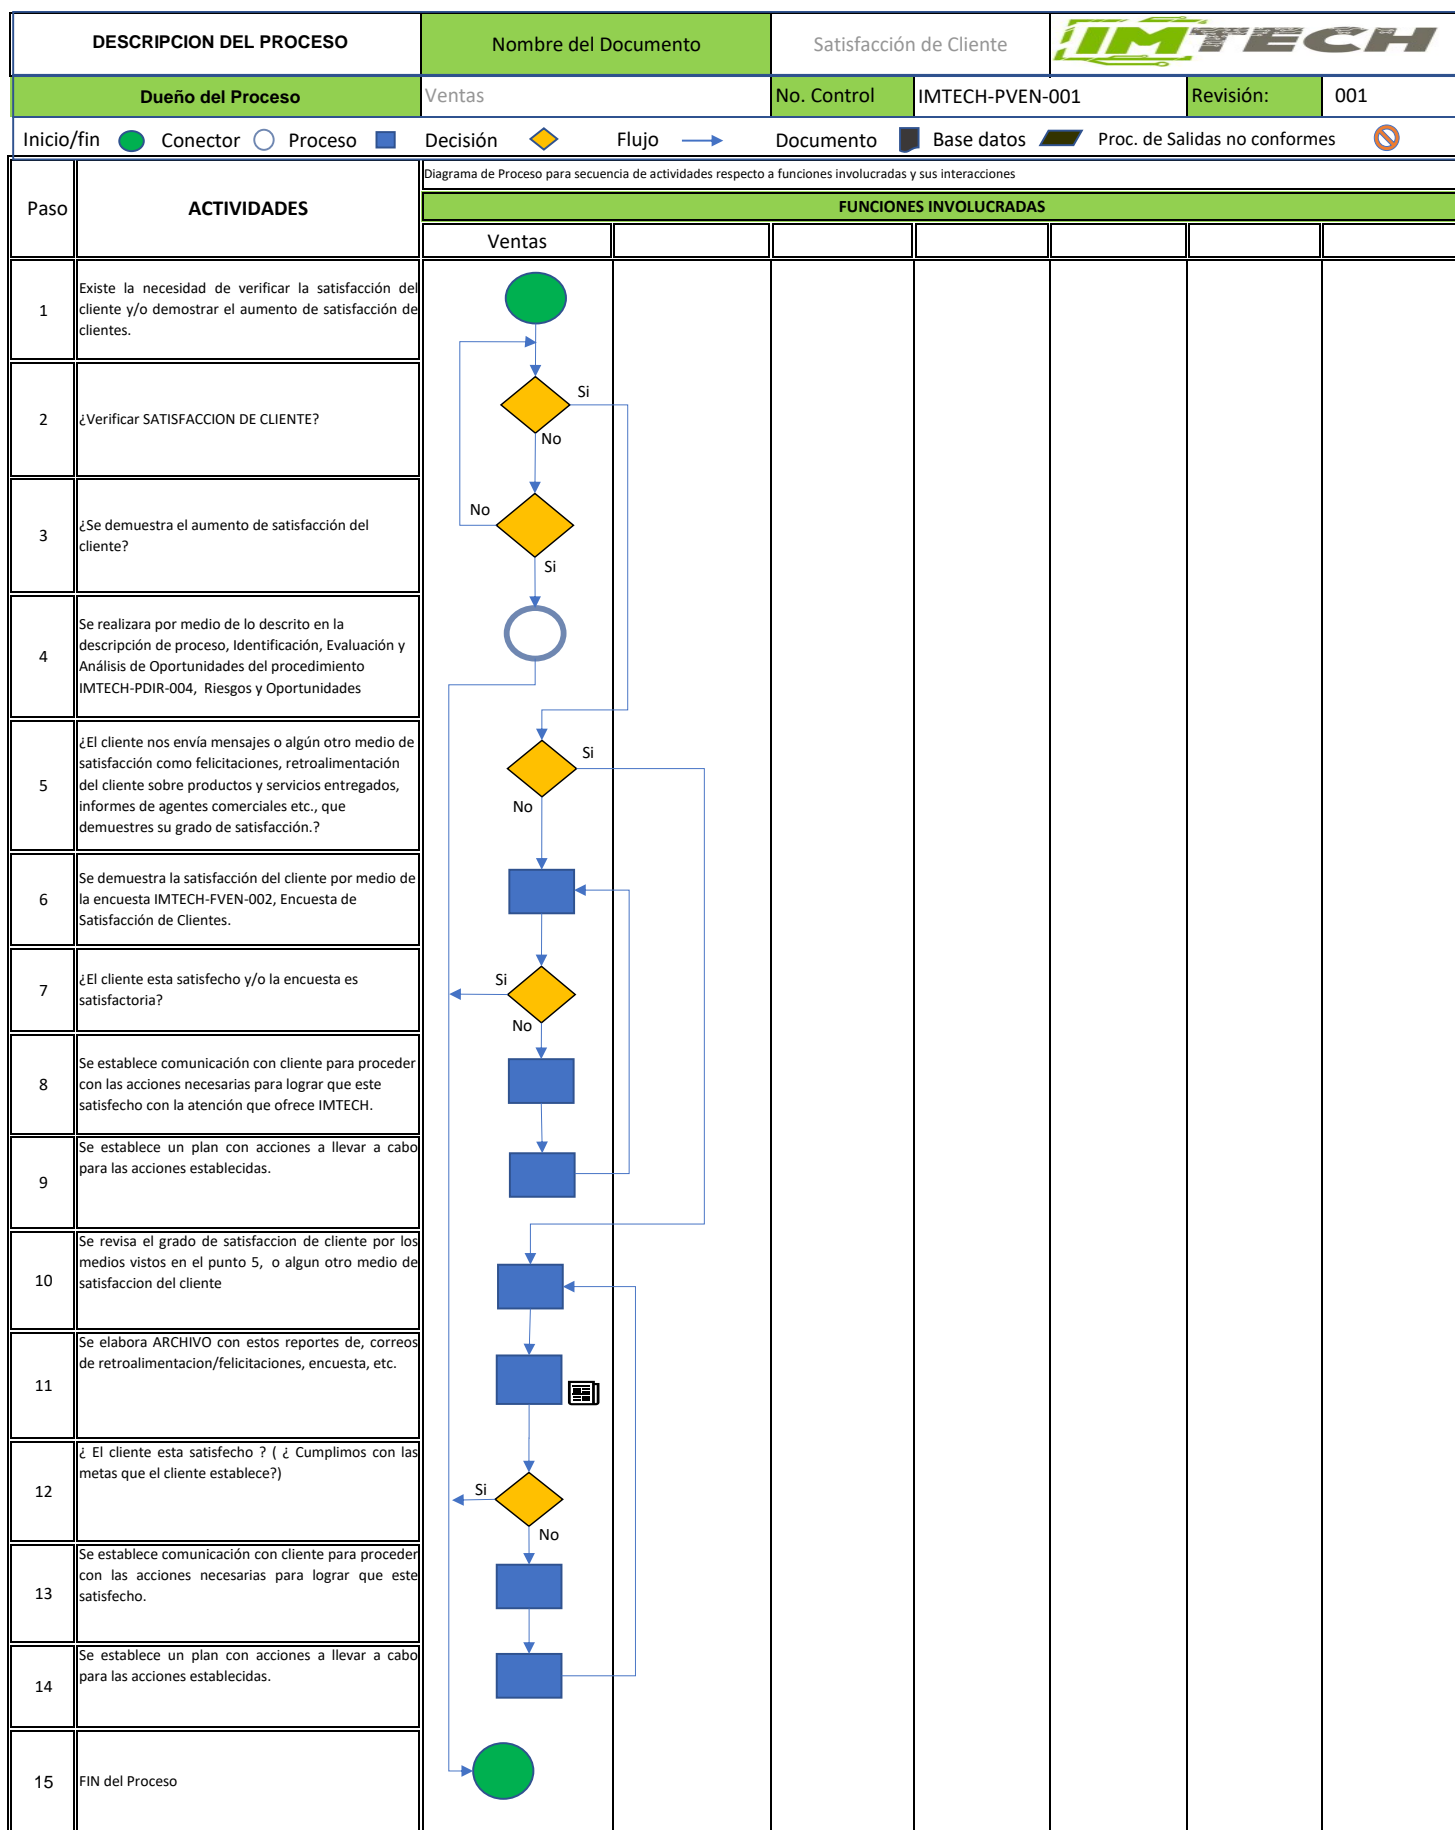 DESCRIPCION DEL PROCESO
Nombre del Documento
Satisfacción de Cliente
IMTECH
Dueño del Proceso
Ventas
No. Control
IMTECH-PVEN-001
Revisión:
001
Inicio/fin
Conector
Proceso
Decisión
Flujo
Documento
Base datos
Proc. de Salidas no conformes
Paso
ACTIVIDADES
Diagrama de Proceso para secuencia de actividades respecto a funciones involucradas y sus interacciones
FUNCIONES INVOLUCRADAS
Ventas
1
Existe la necesidad de verificar la satisfacción del
cliente y/o demostrar el aumento de satisfacción de
clientes.
2
¿Verificar SATISFACCION DE CLIENTE?
Si
No
3
¿Se demuestra el aumento de satisfacción del
cliente?
No
Si
4
Se realizara por medio de lo descrito en la
descripción de proceso, Identificación, Evaluación y
Análisis de Oportunidades del procedimiento
IMTECH-PDIR-004, Riesgos y Oportunidades
5
¿El cliente nos envía mensajes o algún otro medio de
satisfacción como felicitaciones, retroalimentación
del cliente sobre productos y servicios entregados,
informes de agentes comerciales etc., que
demuestres su grado de satisfacción.?
Si
No
6
Se demuestra la satisfacción del cliente por medio de
la encuesta IMTECH-FVEN-002, Encuesta de
Satisfacción de Clientes.
7
¿El cliente esta satisfecho y/o la encuesta es
satisfactoria?
Si
No
8
Se establece comunicación con cliente para proceder
con las acciones necesarias para lograr que este
satisfecho con la atención que ofrece IMTECH.
9
Se establece un plan con acciones a llevar a cabo
para las acciones establecidas.
10
Se revisa el grado de satisfaccion de cliente por los
medios vistos en el punto 5, o algun otro medio de
satisfaccion del cliente
11
Se elabora ARCHIVO con estos reportes de, correos
de retroalimentacion/felicitaciones, encuesta, etc.
12
¿ El cliente esta satisfecho ? ( ¿ Cumplimos con las
metas que el cliente establece?)
Si
No
13
Se establece comunicación con cliente para proceder
con las acciones necesarias para lograr que este
satisfecho.
14
Se establece un plan con acciones a llevar a cabo
para las acciones establecidas.
15
FIN del Proceso